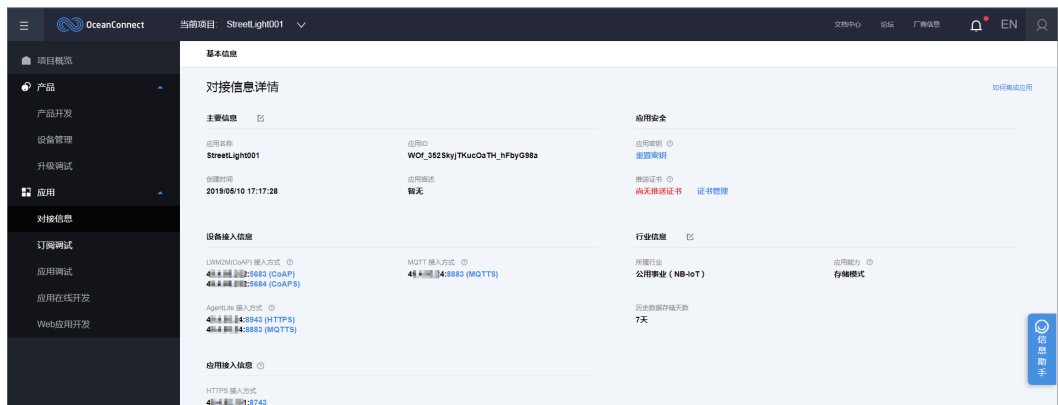 OceanConnect
当前项目: StreetLight001
文档中心
论坛
厂商信息
EN
项目概览
产品
产品开发
设备管理
升级调试
应用
对接信息
订阅调试
应用调试
应用在线开发
Web应用开发
基本信息
对接信息详情
如何集成应用
主要信息
应用名称
StreetLight001
应用ID
WOf_352SkyjTKucOaTH_hFbyG98a
创建时间
2019/05/10 17:17:28
应用描述
暂无
应用安全
应用密钥
重置密钥
推送证书
尚无推送证书 证书管理
设备接入信息
LWM2M(CoAP) 接入方式
:5683 (CoAP)
:5684 (CoAPS)
MQTT 接入方式
:8883 (MQTTS)
AgentLite 接入方式
:8943 (HTTPS)
:8883 (MQTTS)
行业信息
所属行业
公用事业（NB-IoT）
应用能力
存储模式
历史数据存储天数
7天
应用接入信息
HTTPS 接入方式
:8743
信息助手